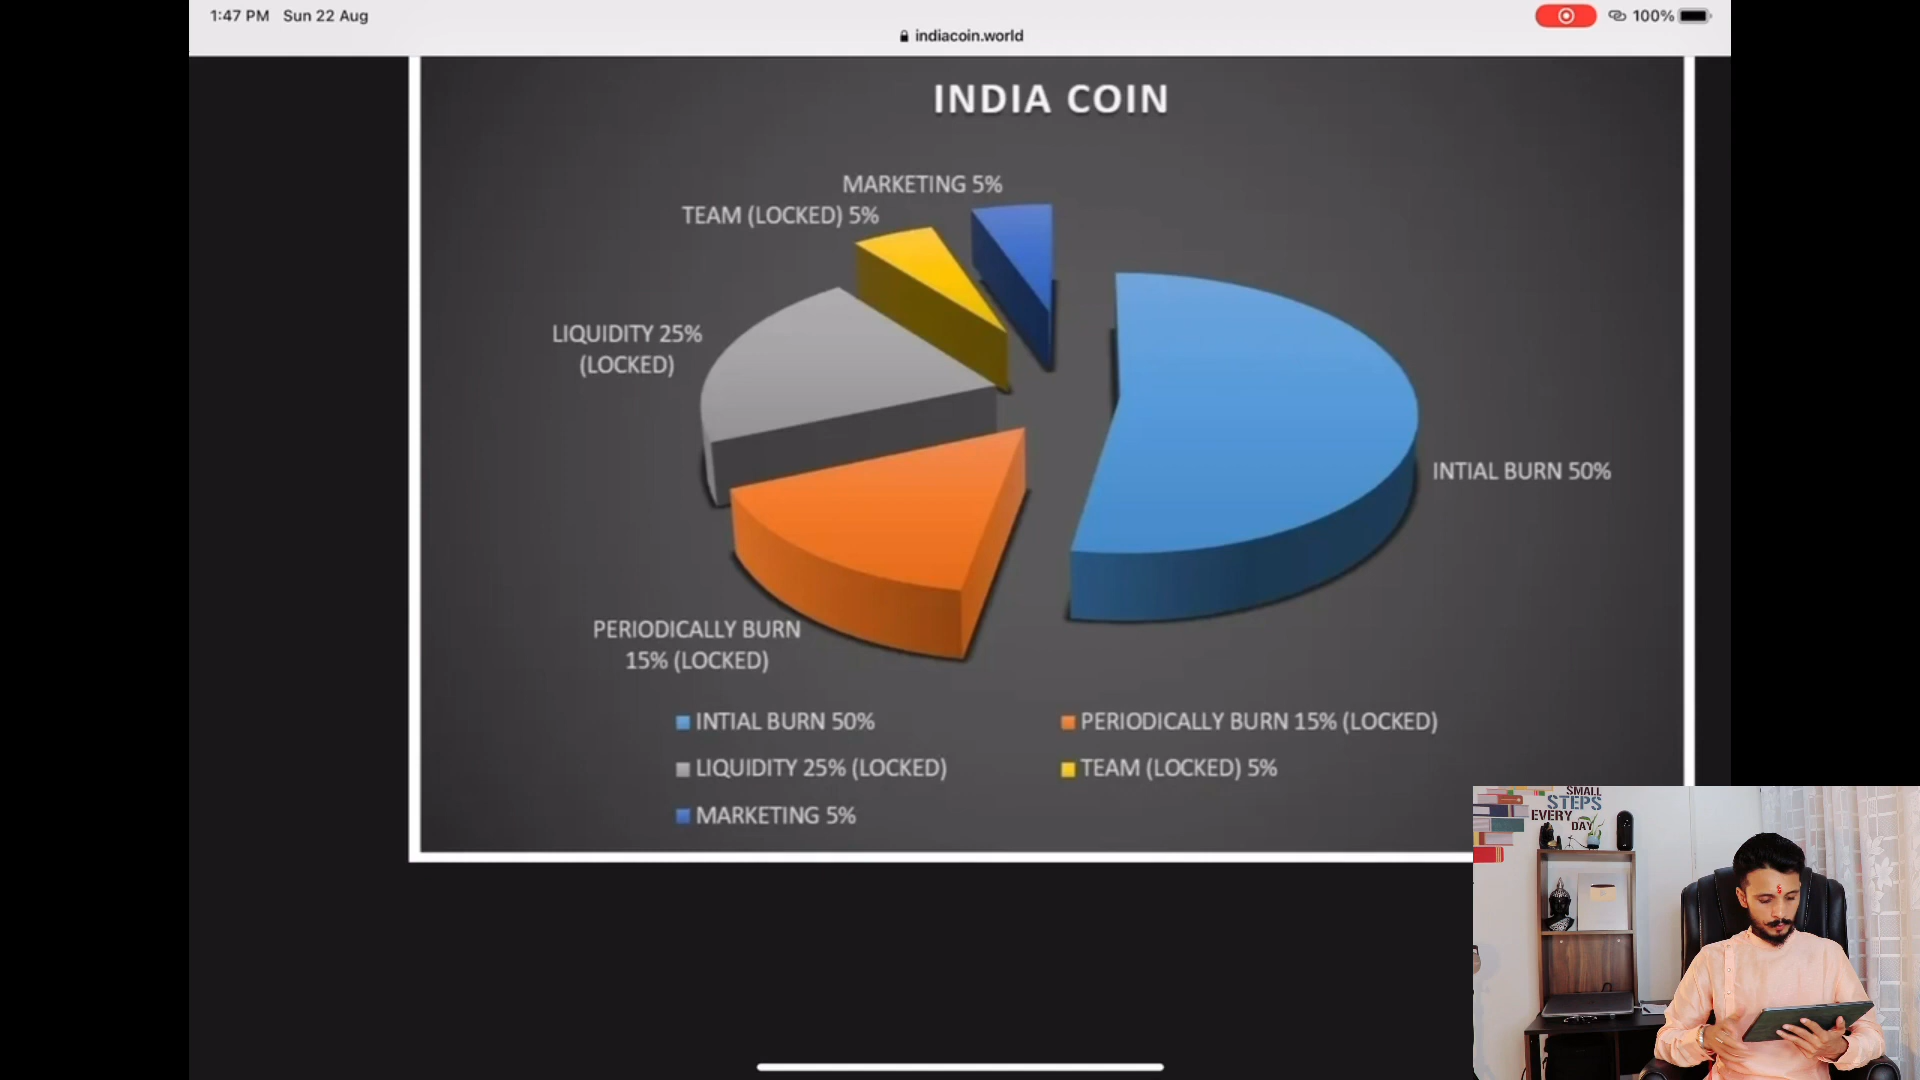 1:47 PM Sun 22 Aug
100%
indiacoin.world
INDIA COIN
MARKETING 5%
TEAM (LOCKED) 5%
LIQUIDITY 25%
(LOCKED)
INTIAL BURN 50%
PERIODICALLY BURN
15% (LOCKED)
INTIAL BURN 50%
PERIODICALLY BURN 15% (LOCKED)
LIQUIDITY 25% (LOCKED)
TEAM (LOCKED) 5%
MARKETING 5%
SMALL
STEPS
EVERY
DAY